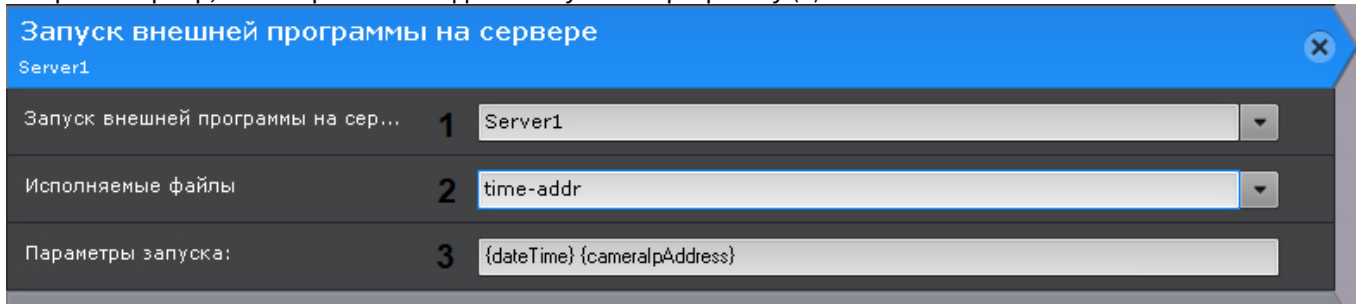 Запуск внешней программы на сервере
Server1
Запуск внешней программы на сер... 1 Server1
Исполняемые файлы 2 time-addr
Параметры запуска: 3 {dateTime} {cameraIpAddress}